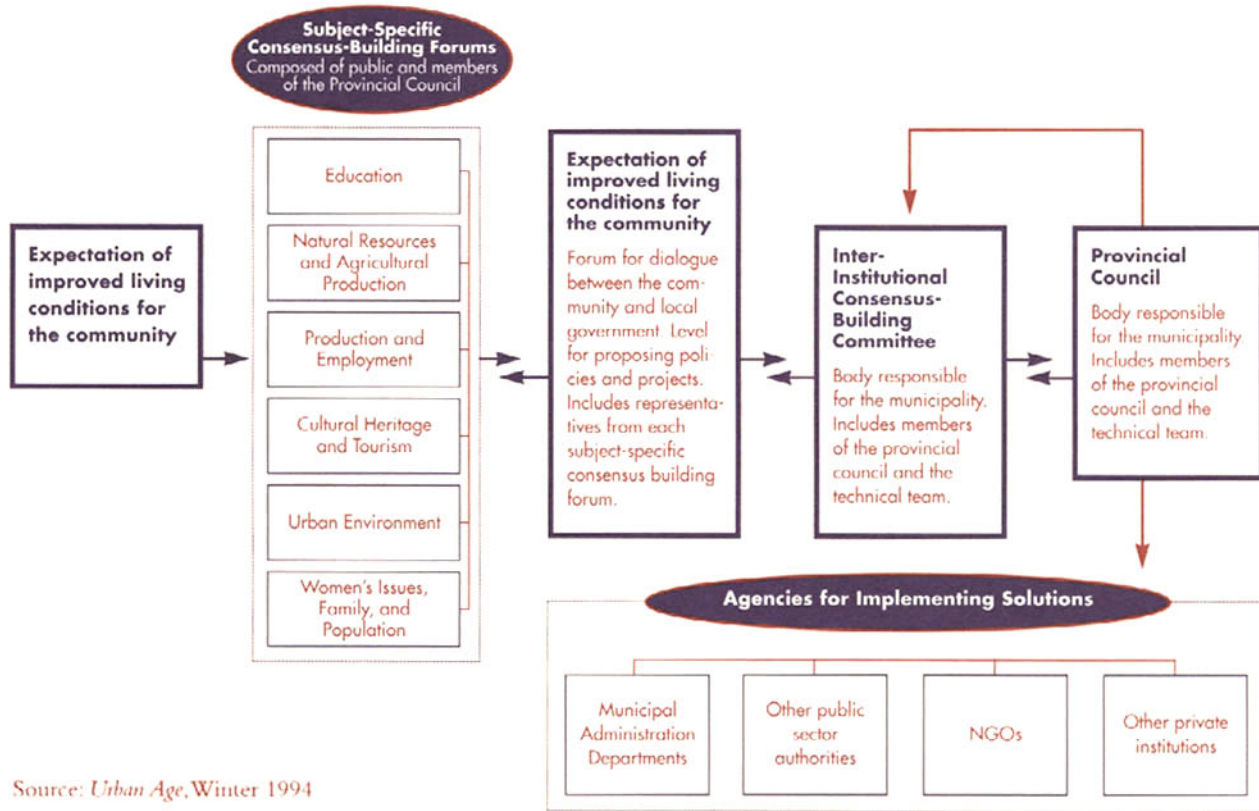 Subject-Specific
Consensus-Building Forums
Composed of public and members
of the Provincial Council
Expectation of
improved living
conditions for
the community
Education
Natural Resources
and Agricultural
Production
Production and
Employment
Cultural Heritage
and Tourism
Urban Environment
Women's Issues,
Family, and
Population
Expectation of
improved living
conditions for
the community
Forum for dialogue
between the com-
munity and local
government. Level
for proposing poli-
cies and projects.
Includes representa-
tives from each
subject-specific
consensus building
forum.
Inter-
Institutional
Consensus-
Building
Committee
Body responsible
for the municipality.
Includes members
of the provincial
council and the
technical team.
Provincial
Council
Body responsible
for the municipality.
Includes members
of the provincial
council and the
technical team.
Agencies for Implementing Solutions
Municipal
Administration
Departments
Other public
sector
authorities
NGOs
Other private
institutions
Source: Urban Age, Winter 1994